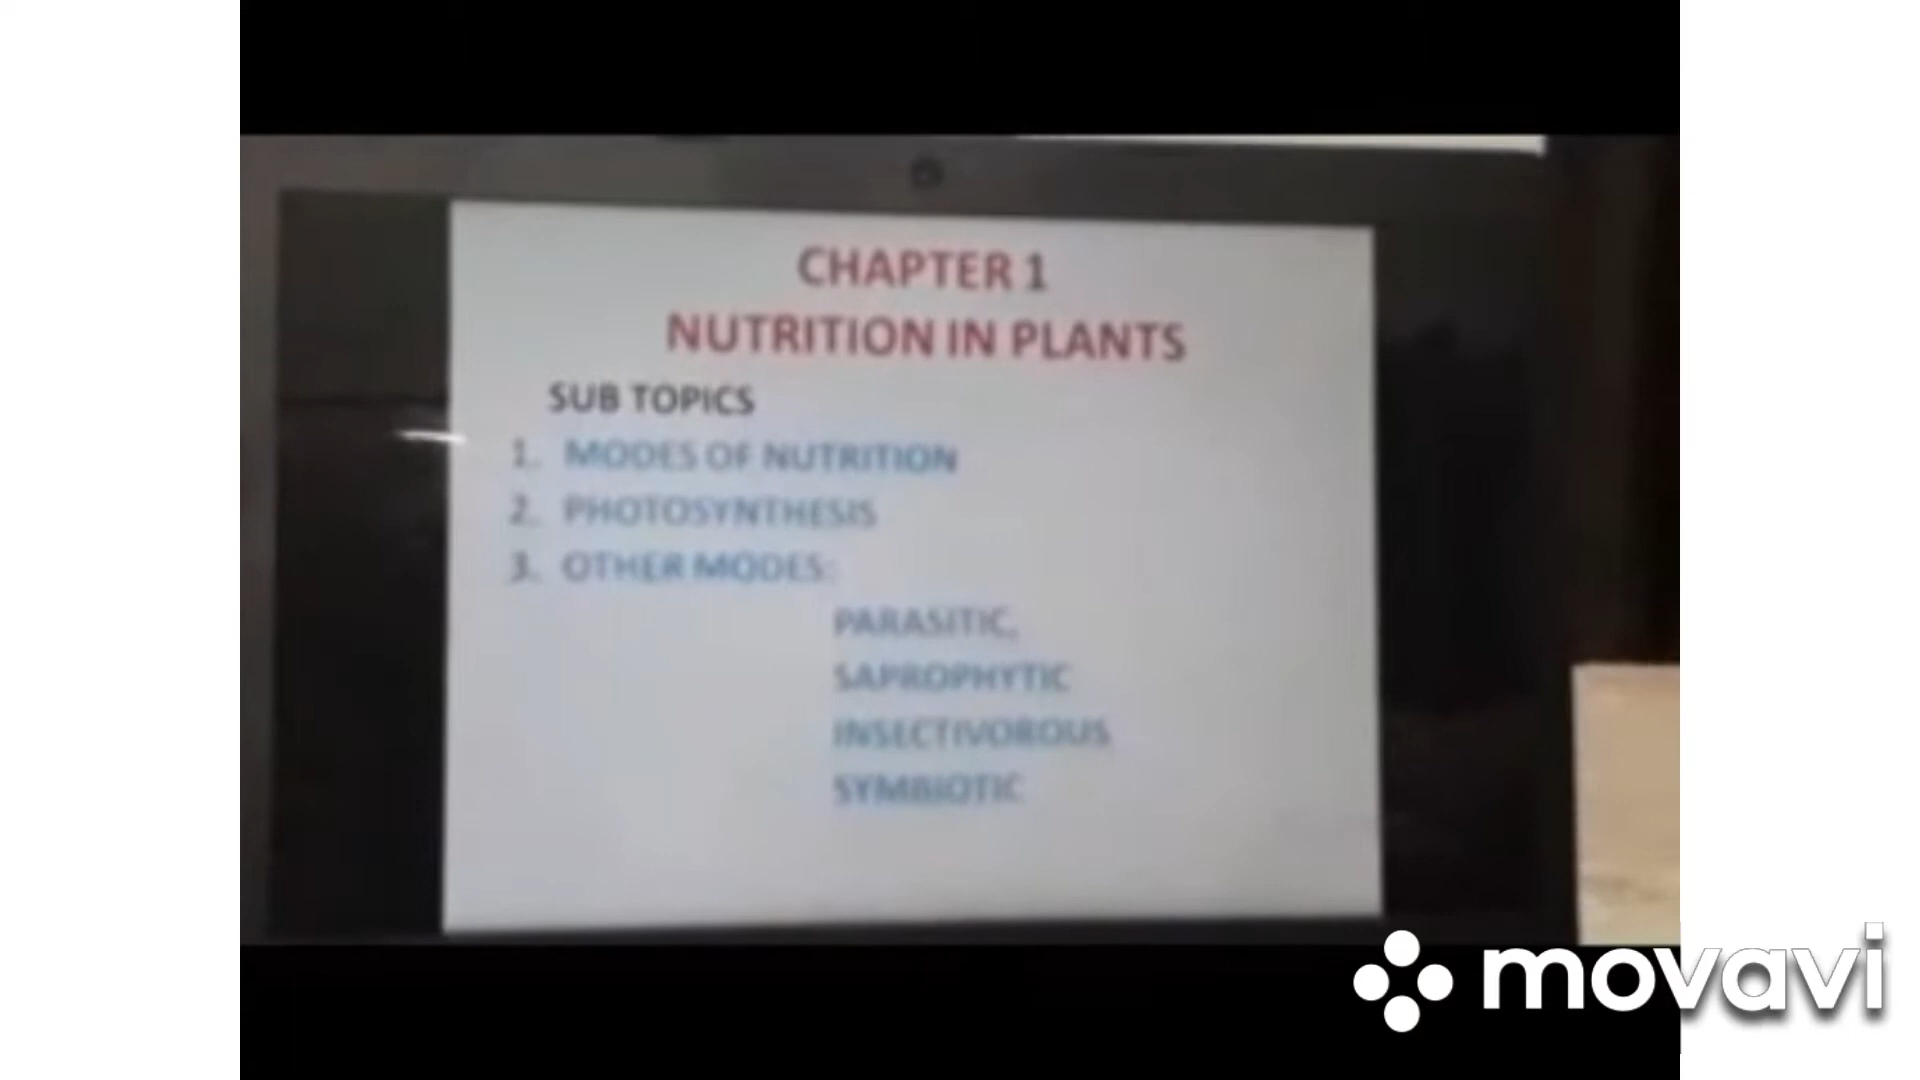 CHAPTER 1
NUTRITION IN PLANTS
SUB TOPICS
1. MODES OF NUTRITION
2. PHOTOSYNTHESIS
3. OTHER MODES:
PARASITIC,
SAPROPHYTIC
INSECTIVOROUS
SYMBIOTIC
movavi